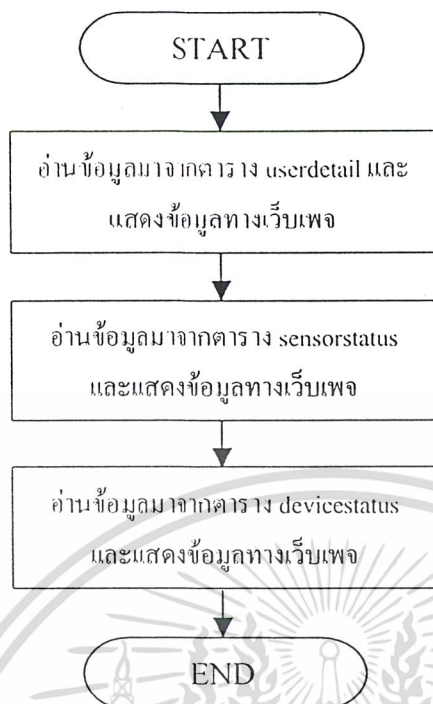 START
อ่านข้อมูลมาจากตาราง userdetail และ
แสดงข้อมูลทางเว็บเพจ
อ่านข้อมูลมาจากตาราง sensorstatus
และแสดงข้อมูลทางเว็บเพจ
อ่านข้อมูลมาจากตาราง devicestatus
และแสดงข้อมูลทางเว็บเพจ
END